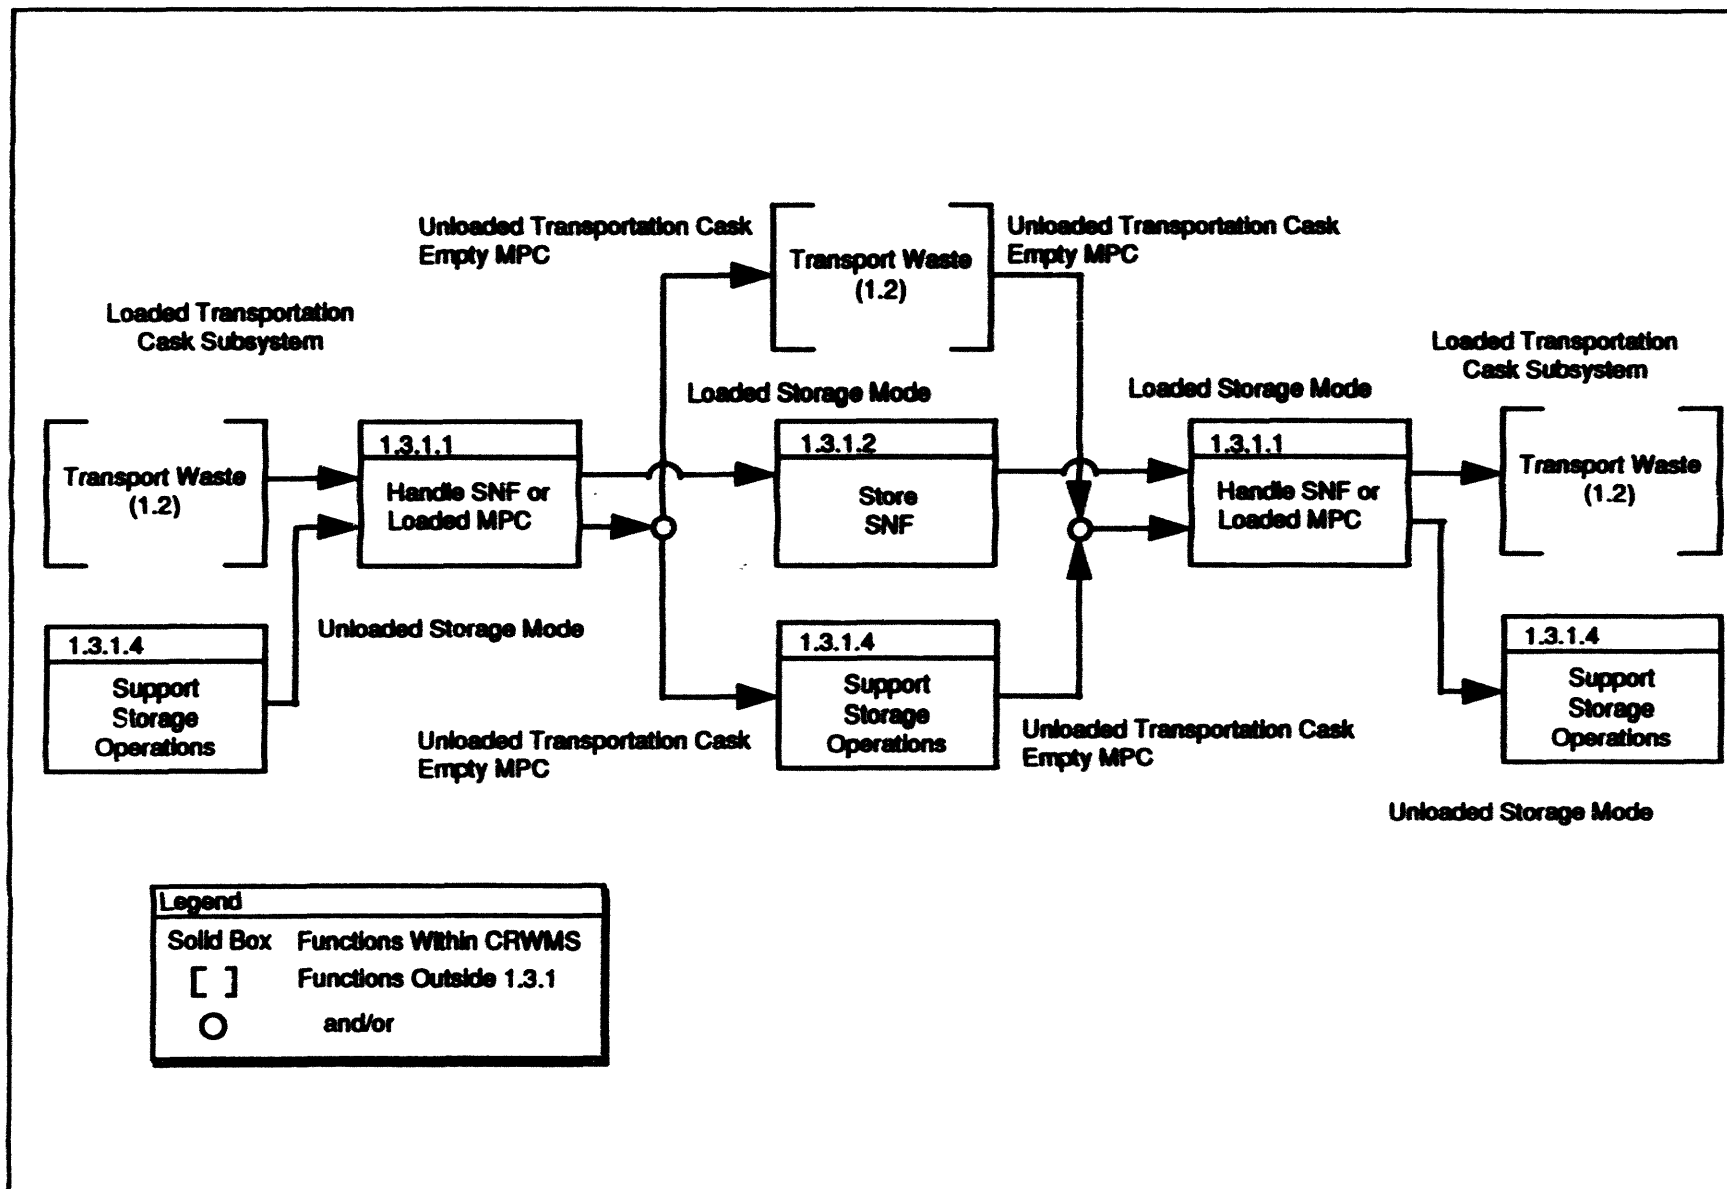 Unloaded Transportation Cask
Empty MPC
Transport Waste
(1.2)
Unloaded Transportation Cask
Empty MPC
Loaded Transportation
Cask Subsystem
Loaded Storage Mode
Loaded Storage Mode
Loaded Transportation
Cask Subsystem
Transport Waste
(1.2)
1.3.1.1
Handle SNF or
Loaded MPC
1.3.1.2
Store
SNF
1.3.1.1
Handle SNF or
Loaded MPC
Transport Waste
(1.2)
Unloaded Storage Mode
1.3.1.4
Support
Storage
Operations
Unloaded Transportation Cask
Empty MPC
1.3.1.4
Support
Storage
Operations
Unloaded Transportation Cask
Empty MPC
1.3.1.4
Support
Storage
Operations
Unloaded Storage Mode
Legend
Solid Box Functions Within CRWMS
[ ] Functions Outside 1.3.1
and/or